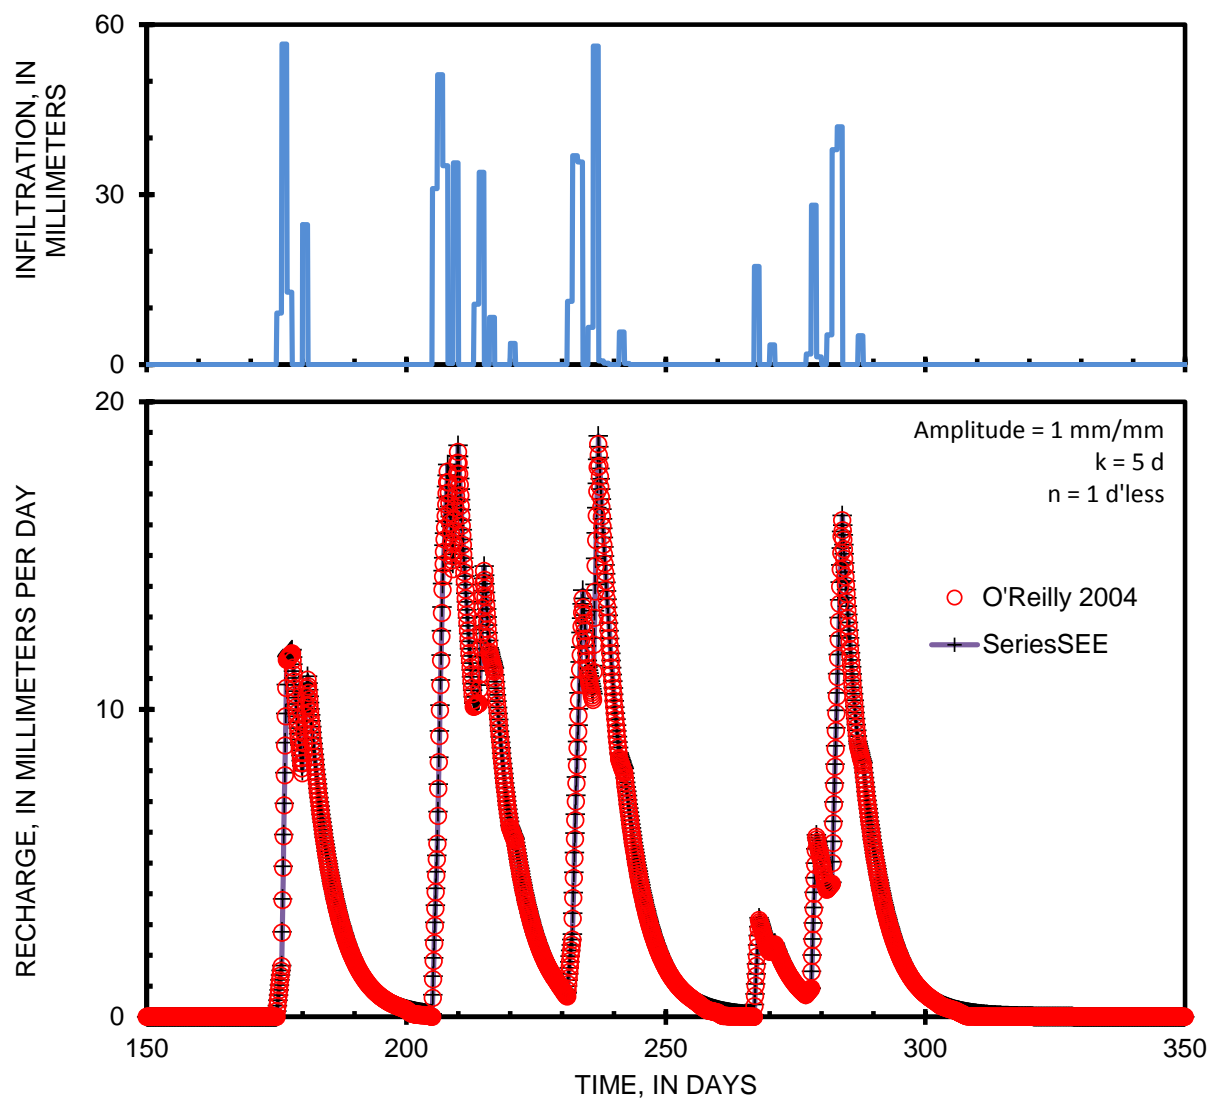 60
30
0
INFILTRATION, IN
MILLIMETERS
20
10
0
RECHARGE, IN MILLIMETERS PER DAY
Amplitude = 1 mm/mm
k = 5 d
n = 1 d'less
O'Reilly 2004
SeriesSEE
150 200 250 300 350
TIME, IN DAYS